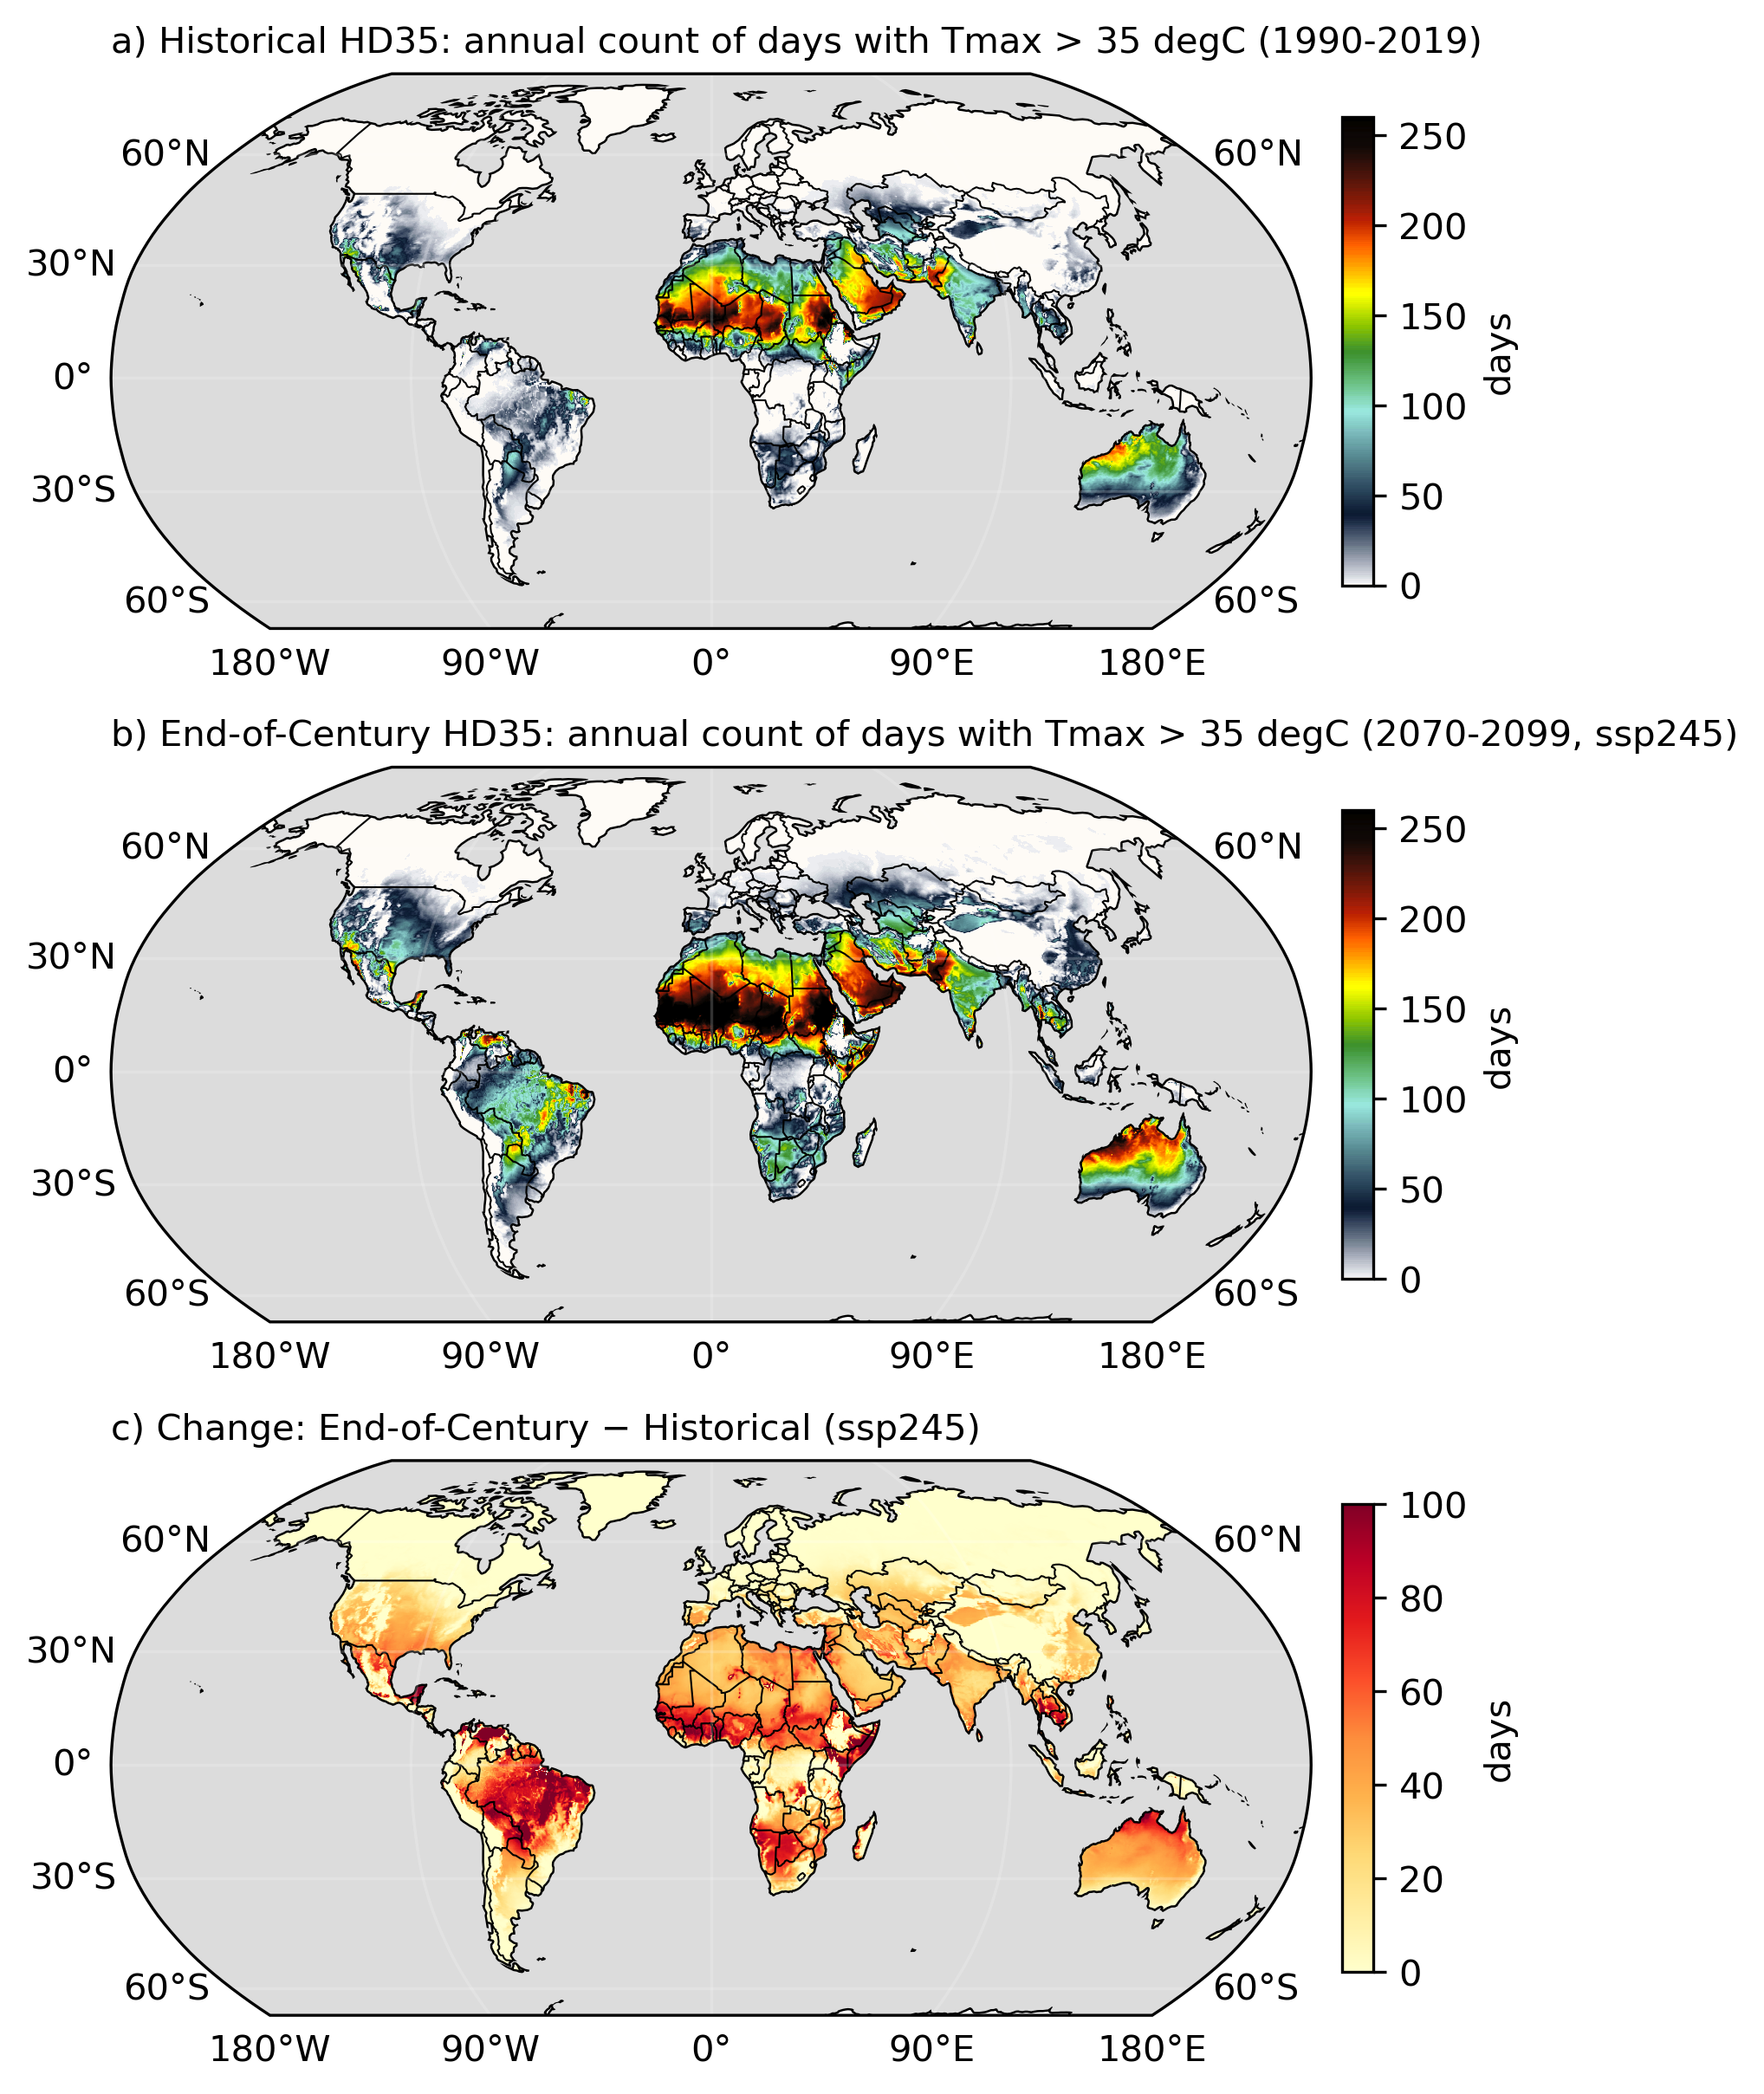 a) Historical HD35: annual count of days with Tmax > 35 degC (1990-2019)
60°N 60°N
30°N
0°
30°S
60°S 60°S
180°W 90°W 0° 90°E 180°E
250
200
150
100
50
0
days
b) End-of-Century HD35: annual count of days with Tmax > 35 degC (2070-2099, ssp245)
60°N 60°N
30°N
0°
30°S
60°S 60°S
180°W 90°W 0° 90°E 180°E
250
200
150
100
50
0
days
c) Change: End-of-Century − Historical (ssp245)
60°N 60°N
30°N
0°
30°S
60°S 60°S
180°W 90°W 0° 90°E 180°E
100
80
60
40
20
0
days